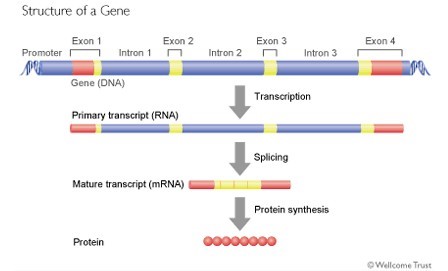 Structure of a Gene
Exon 1
Exon 2
Exon 3
Exon 4
Promoter
Intron 1
Intron 2
Intron 3
Gene (DNA)
Transcription
Primary transcript (RNA)
Splicing
Mature transcript (mRNA)
Protein synthesis
Protein
© Wellcome Trust